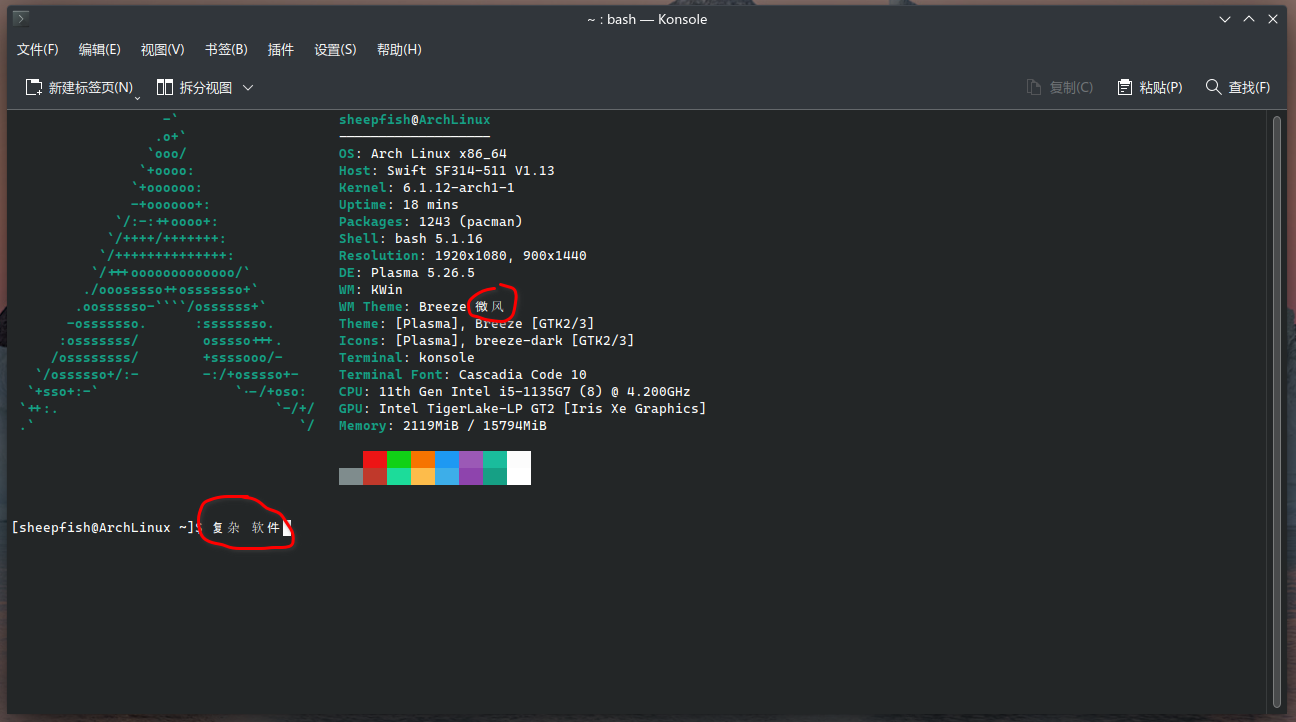 ~ : bash — Konsole
文件(F) 编辑(E) 视图(V) 书签(B) 插件 设置(S) 帮助(H)
新建标签页(N) 拆分视图 复制(C) 粘贴(P) 查找(F)
-`
.o+`
`ooo/
`+oooo:
`+oooooo:
-+oooooo+:
`/:-:++oooo+:
`/++++/+++++++:
`/++++++++++++++:
`/+++ooooooooooooo/`
./ooosssso++osssssso+`
.oossssso-````/ossssss+`
-osssssso. :ssssssso.
:osssssss/ osssso+++.
/ossssssss/ +ssssooo/-
`/ossssso+/:- -:/+osssso+-
`+sso+:-` `.-/+oso:
`++:. `-/+/
.` `/
sheepfish@ArchLinux
-------------------
OS: Arch Linux x86_64
Host: Swift SF314-511 V1.13
Kernel: 6.1.12-arch1-1
Uptime: 18 mins
Packages: 1243 (pacman)
Shell: bash 5.1.16
Resolution: 1920x1080, 900x1440
DE: Plasma 5.26.5
WM: KWin
WM Theme: Breeze 微风
Theme: [Plasma], Breeze [GTK2/3]
Icons: [Plasma], breeze-dark [GTK2/3]
Terminal: konsole
Terminal Font: Cascadia Code 10
CPU: 11th Gen Intel i5-1135G7 (8) @ 4.200GHz
GPU: Intel TigerLake-LP GT2 [Iris Xe Graphics]
Memory: 2119MiB / 15794MiB
[sheepfish@ArchLinux ~]$ 复杂 软件